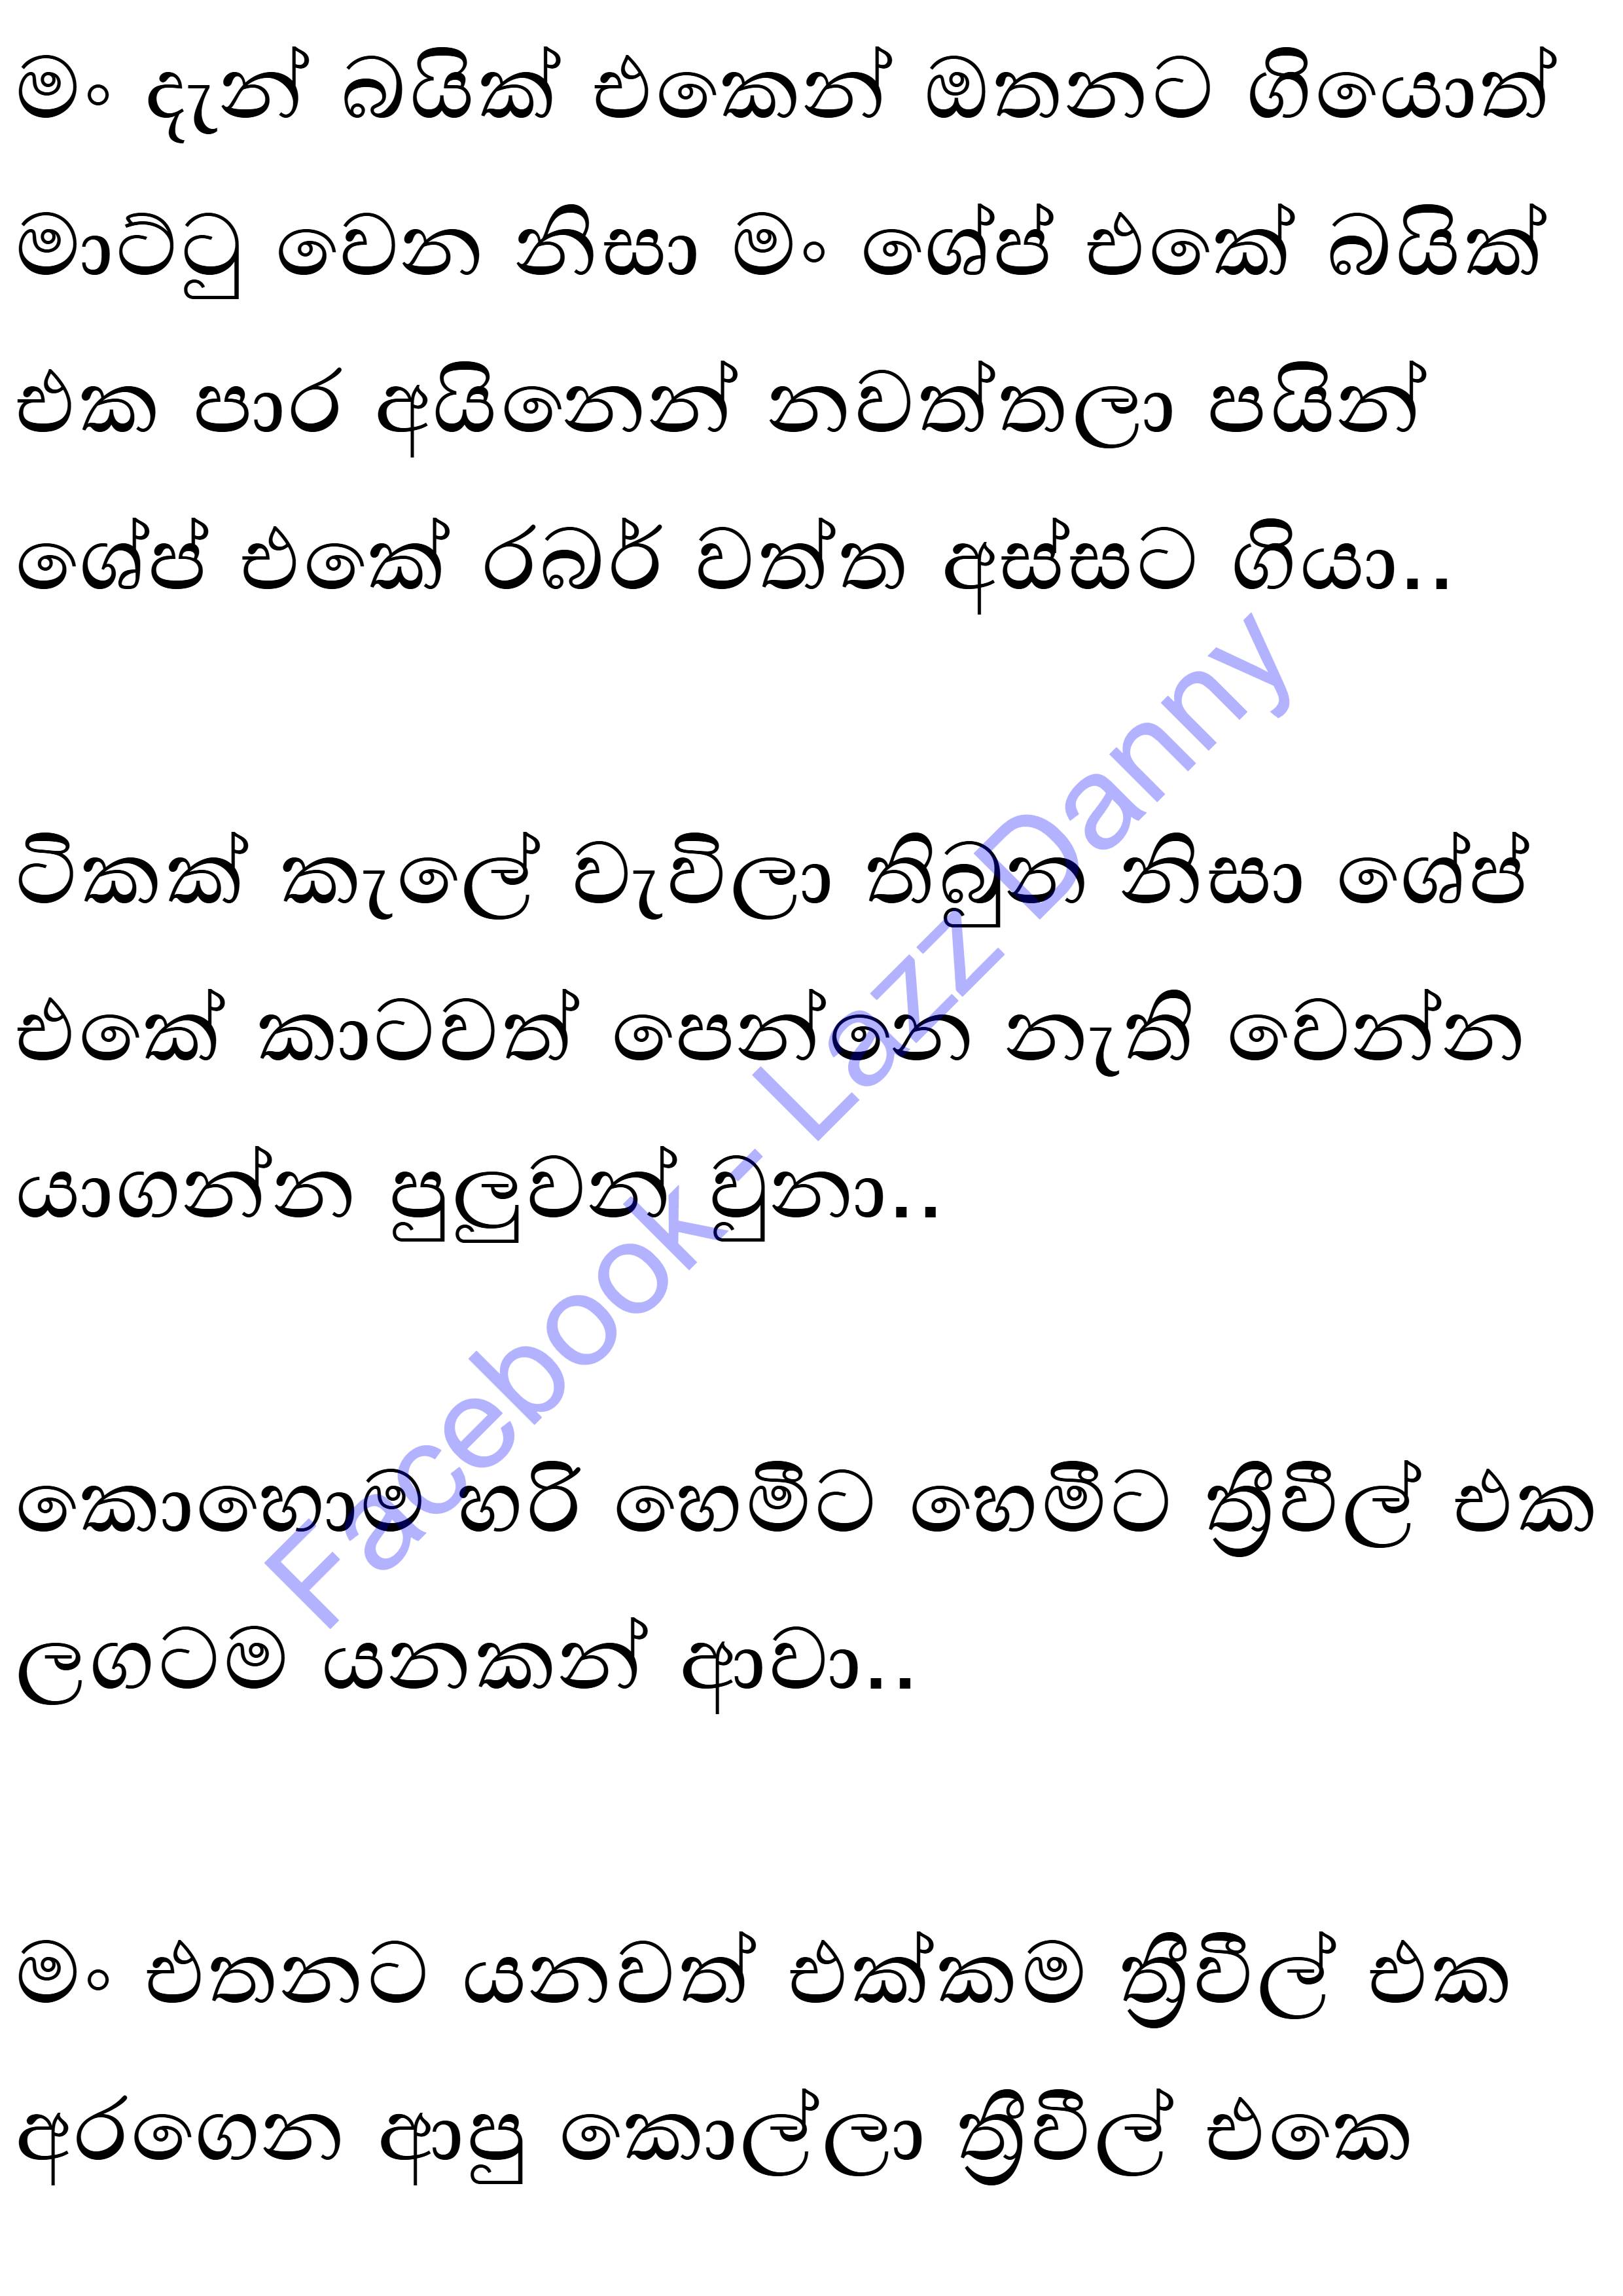 මං දැන් බයික් එකෙන් ඔතනට ගියොත්
මාට්ටු වෙන නිසා මං ශේප් එකේ බයික්
එක පාර අයිනෙන් නවත්තලා පයින්
ශේප් එකේ රබර් වත්ත අස්සට ගියා..
ටිකක් කැලේ වැවිලා තිබුන නිසා ශේප්
එකේ කාටවත් පෙන්නෙ නැති වෙන්න
යාගන්න පුලුවන් වුනා..
කොහොම හරි හෙමීට හෙමීට ත්‍රීවීල් එක
ලගටම යනකන් ආවා..
මං එතනට යනවත් එක්කම ත්‍රීවීල් එක
අරගෙන ආපු කොල්ලා ත්‍රීවීල් එකෙ
Facebook - Lazz Danny